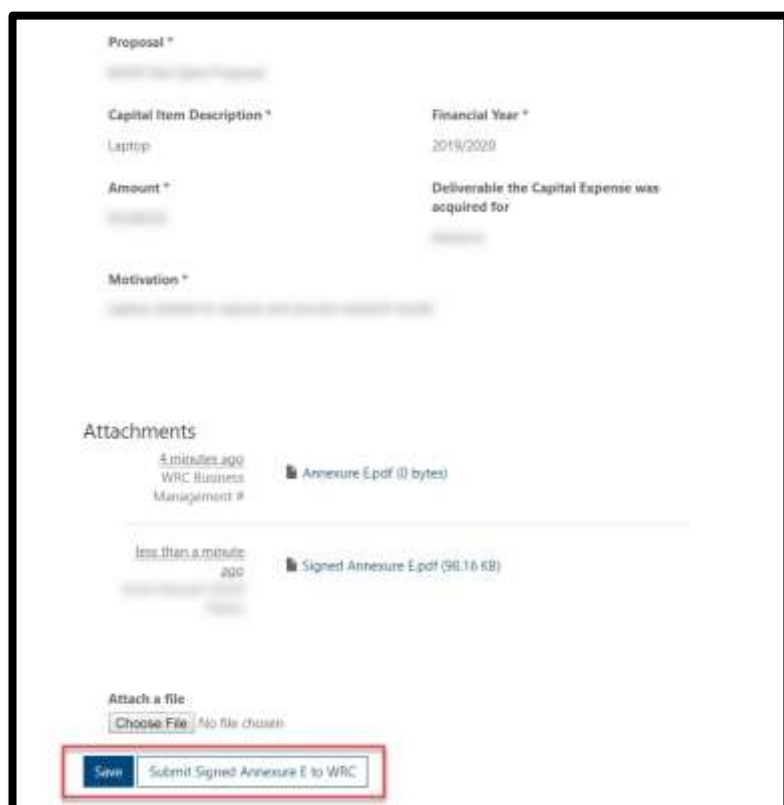 Proposal *
Capital Item Description *
Financial Year *
Laptop
2019/2020
Amount *
Deliverable the Capital Expense was
acquired for
Motivation *
Attachments
4 minutes ago
WRC Business
Management #
Annexure E.pdf (0 bytes)
less than a minute
ago
Signed Annexure E.pdf (98.16 KB)
Attach a file
Choose File No file chosen
Save
Submit Signed Annexure E to WRC